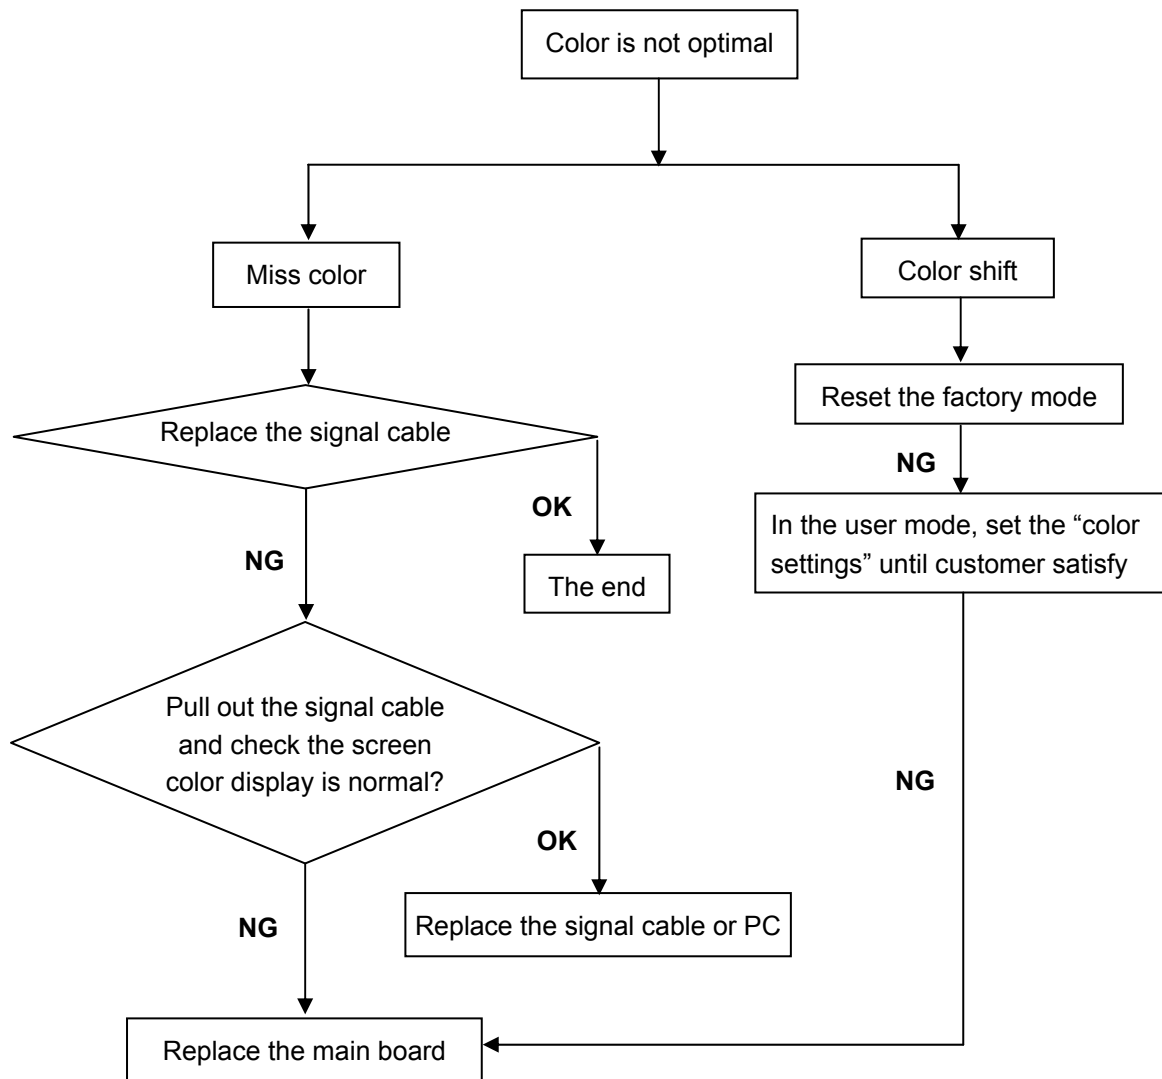 Color is not optimal
Miss color
Color shift
Replace the signal cable
Reset the factory mode
NG
OK
In the user mode, set the “color
settings” until customer satisfy
NG
The end
Pull out the signal cable
and check the screen
color display is normal?
NG
OK
Replace the signal cable or PC
NG
Replace the main board